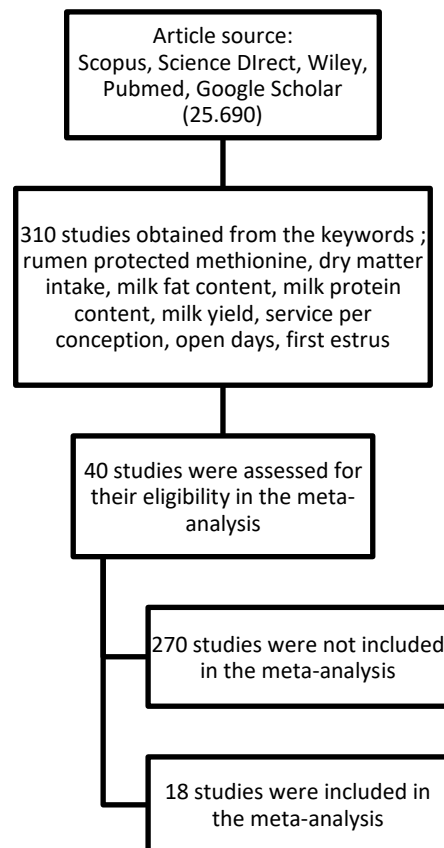 Article source:
Scopus, Science DIrect, Wiley,
Pubmed, Google Scholar
(25.690)
310 studies obtained from the keywords ;
rumen protected methionine, dry matter
intake, milk fat content, milk protein
content, milk yield, service per
conception, open days, first estrus
40 studies were assessed for
their eligibility in the meta-
analysis
270 studies were not included
in the meta-analysis
18 studies were included in
the meta-analysis